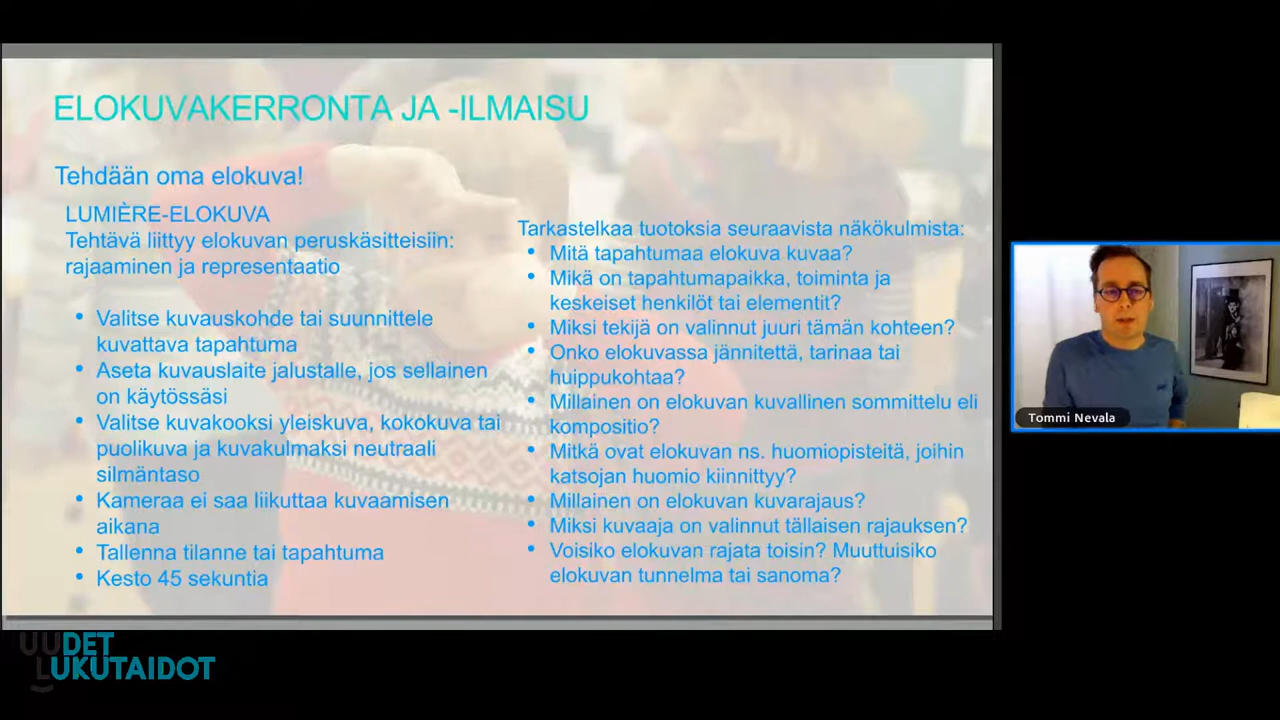 ELOKUVAKERRONTA JA -ILMAISU
Tehdään oma elokuva!
LUMIÈRE-ELOKUVA
Tehtävä liittyy elokuvan peruskäsitteisiin:
rajaaminen ja representaatio
• Valitse kuvauskohde tai suunnittele
kuvattava tapahtuma
• Aseta kuvauslaite jalustalle, jos sellainen
on käytössäsi
• Valitse kuvakooksi yleiskuva, kokokuva tai
puolikuva ja kuvakulmaksi neutraali
silmäntaso
• Kameraa ei saa liikuttaa kuvaamisen
aikana
• Tallenna tilanne tai tapahtuma
• Kesto 45 sekuntia
Tarkastelkaa tuotoksia seuraavista näkökulmista:
• Mitä tapahtumaa elokuva kuvaa?
• Mikä on tapahtumapaikka, toiminta ja
keskeiset henkilöt tai elementit?
• Miksi tekijä on valinnut juuri tämän kohteen?
• Onko elokuvassa jännitettä, tarinaa tai
huippukohtaa?
• Millainen on elokuvan kuvallinen sommittelu eli
kompositio?
• Mitkä ovat elokuvan ns. huomiopisteitä, joihin
katsojan huomio kiinnittyy?
• Millainen on elokuvan kuvarajaus?
• Miksi kuvaaja on valinnut tällaisen rajauksen?
• Voisiko elokuvan rajata toisin? Muuttuisiko
elokuvan tunnelma tai sanoma?
Tommi Nevala
UUDET
LUKUTAIDOT